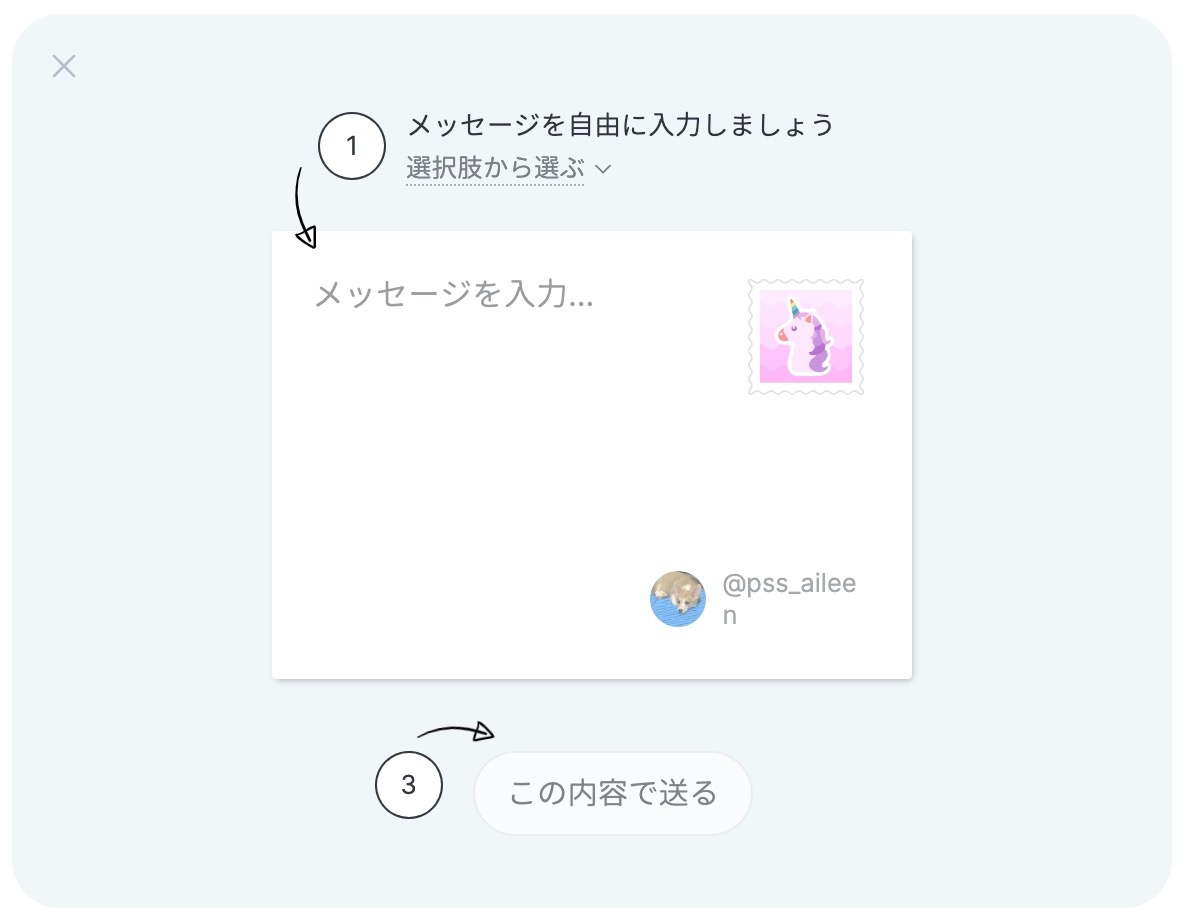 1
メッセージを自由に入力しましょう
選択肢から選ぶ
メッセージを入力...
@pss_ailee
n
3
この内容で送る